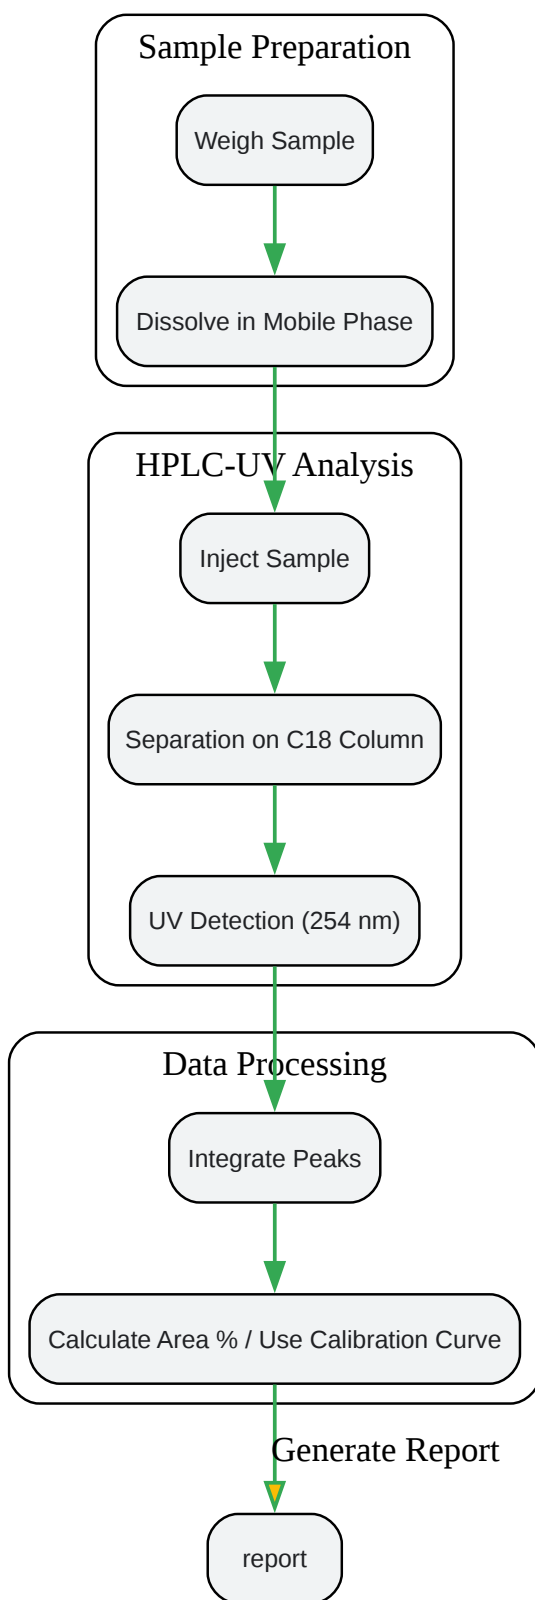 Sample Preparation
Weigh Sample
Dissolve in Mobile Phase
HPLC-UV Analysis
Inject Sample
Separation on C18 Column
UV Detection (254 nm)
Data Processing
Integrate Peaks
Calculate Area % / Use Calibration Curve
Generate Report
report